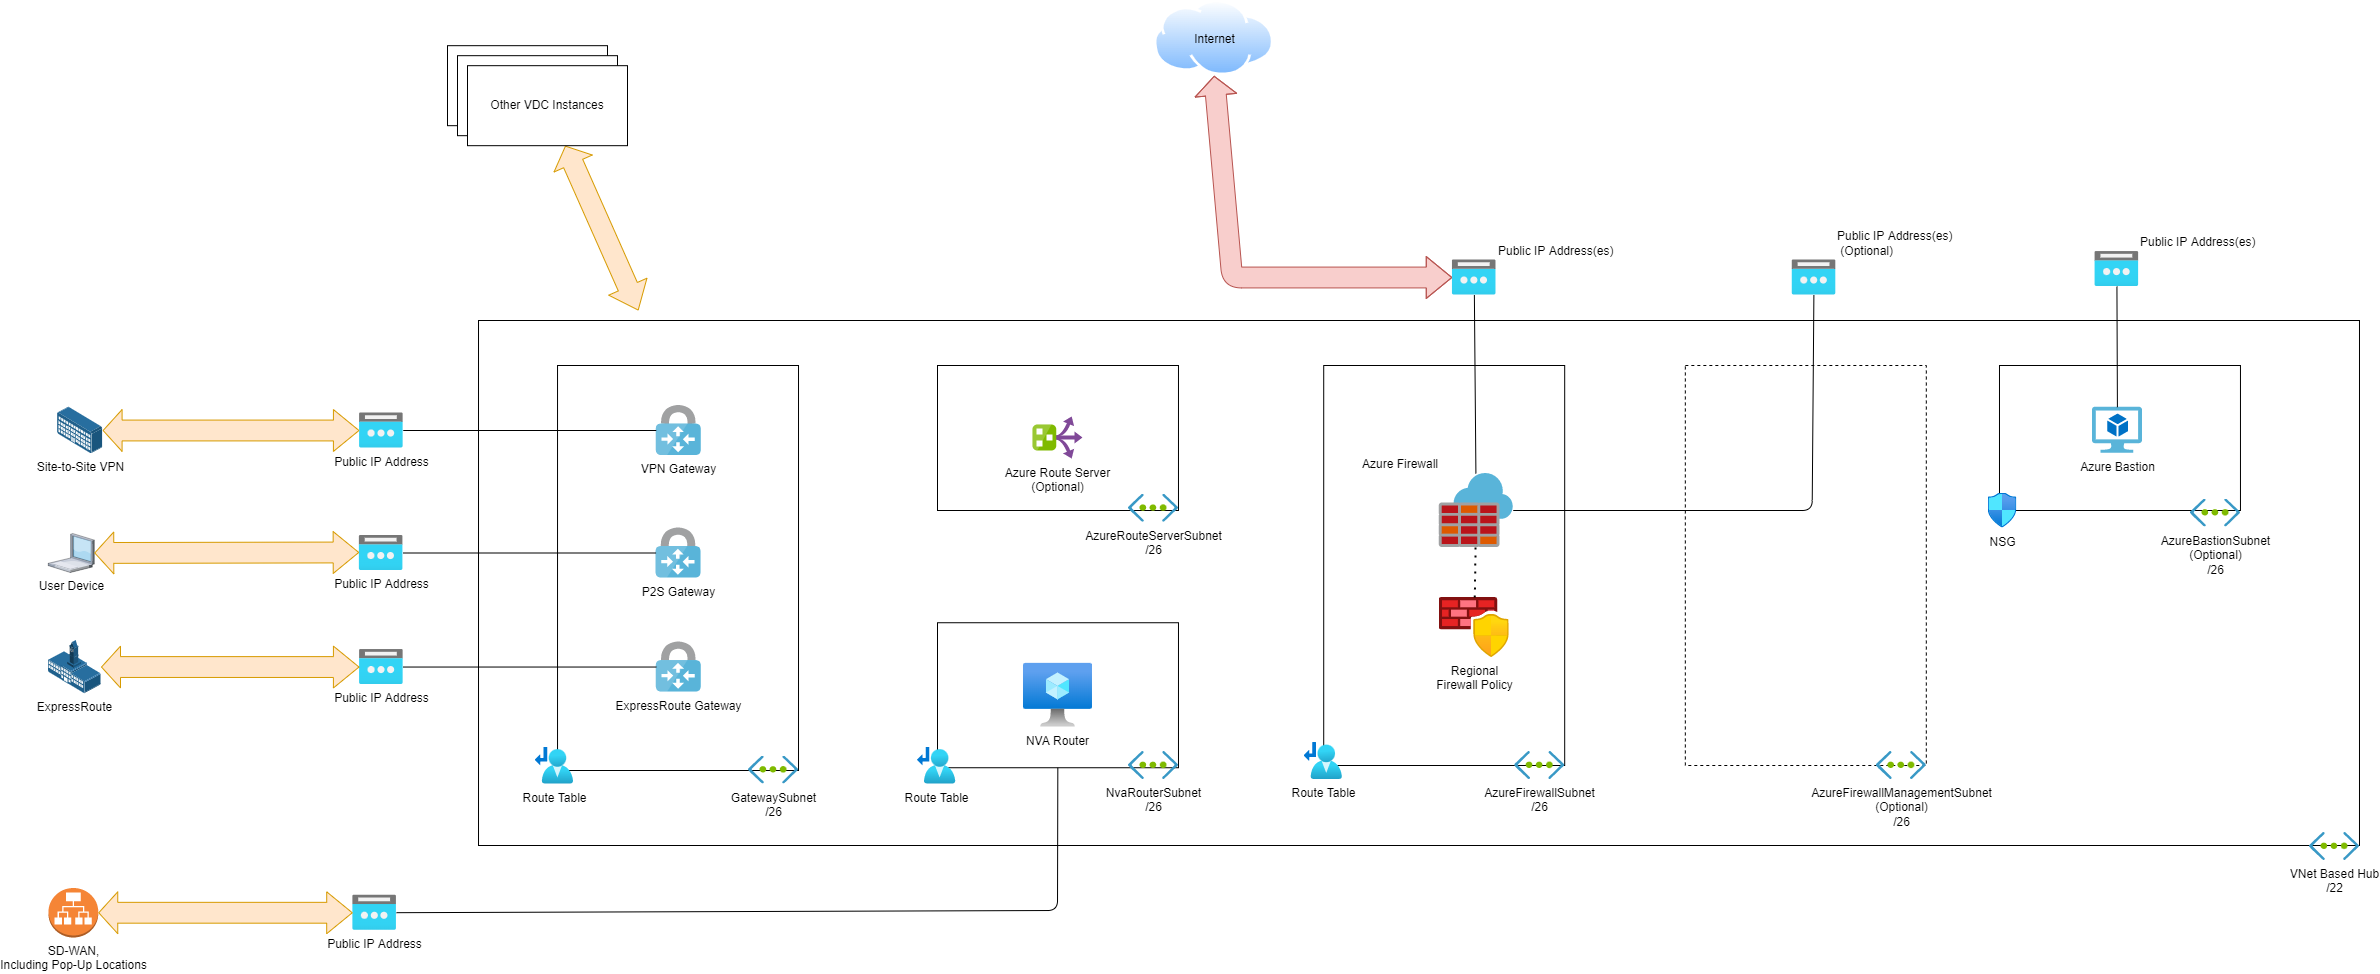 Internet
Other VDC Instances
Public IP Address(es)
Public IP Address(es)
(Optional)
Public IP Address(es)
Site-to-Site VPN
Public IP Address
VPN Gateway
User Device
Public IP Address
P2S Gateway
ExpressRoute
Public IP Address
ExpressRoute Gateway
Route Table
GatewaySubnet
/26
Azure Route Server
(Optional)
AzureRouteServerSubnet
/26
NVA Router
Route Table
NvaRouterSubnet
/26
Azure Firewall
Regional
Firewall Policy
Route Table
AzureFirewallSubnet
/26
AzureFirewallManagementSubnet
(Optional)
/26
Azure Bastion
NSG
AzureBastionSubnet
(Optional)
/26
VNet Based Hub
/22
SD-WAN,
Including Pop-Up Locations
Public IP Address